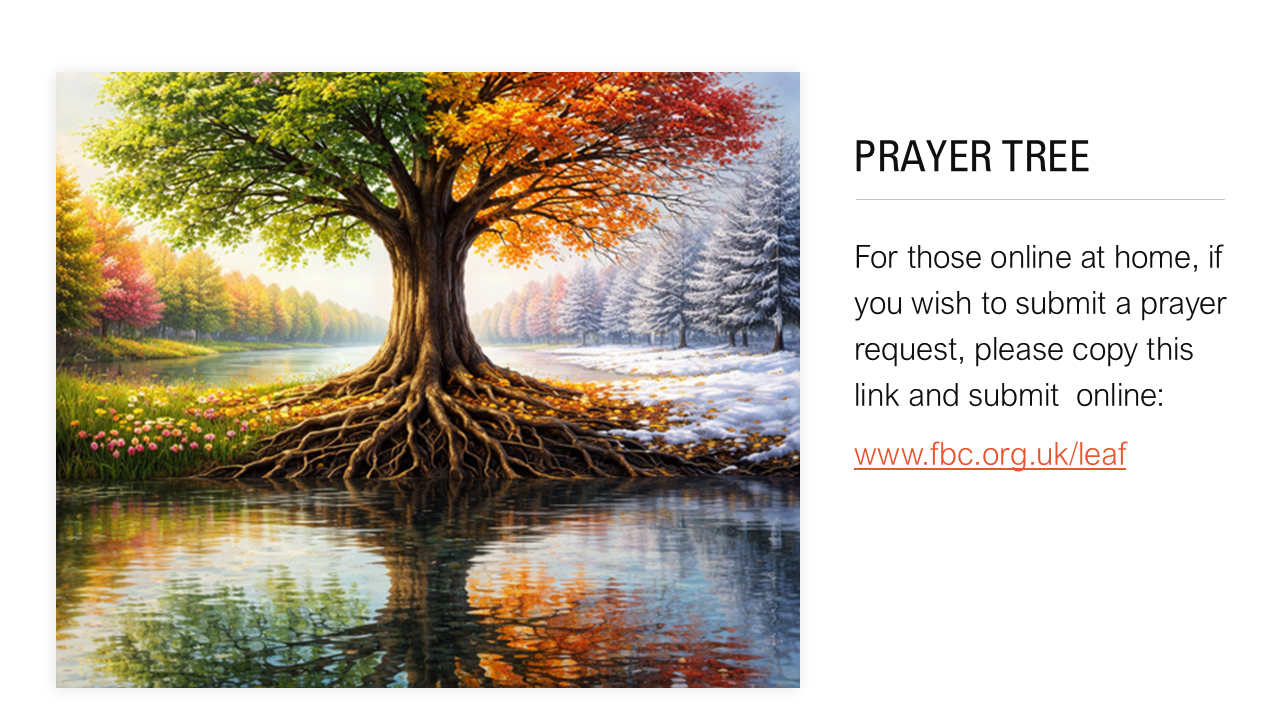 PRAYER TREE
For those online at home, if
you wish to submit a prayer
request, please copy this
link and submit  online:
www.fbc.org.uk/leaf